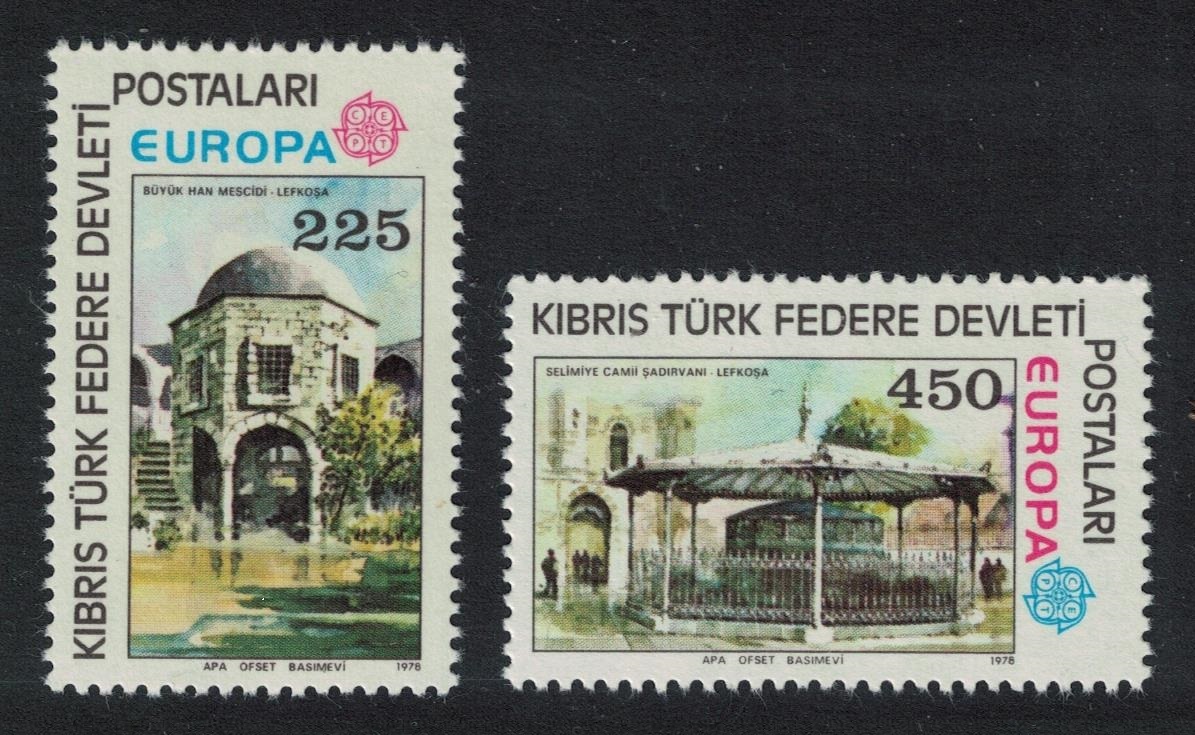 KIBRIS TÜRK FEDERE DEVLETİ
POSTALARI
EUROPA
C E
P T
BÜYÜK HAN MESCİDİ - LEFKOŞA
225
APA OFSET BASIMEVİ 1978
KIBRIS TÜRK FEDERE DEVLETİ
POSTALARI
EUROPA
C E
P T
SELİMİYE CAMİİ ŞADIRVANI - LEFKOŞA
450
APA OFSET BASIMEVİ 1978